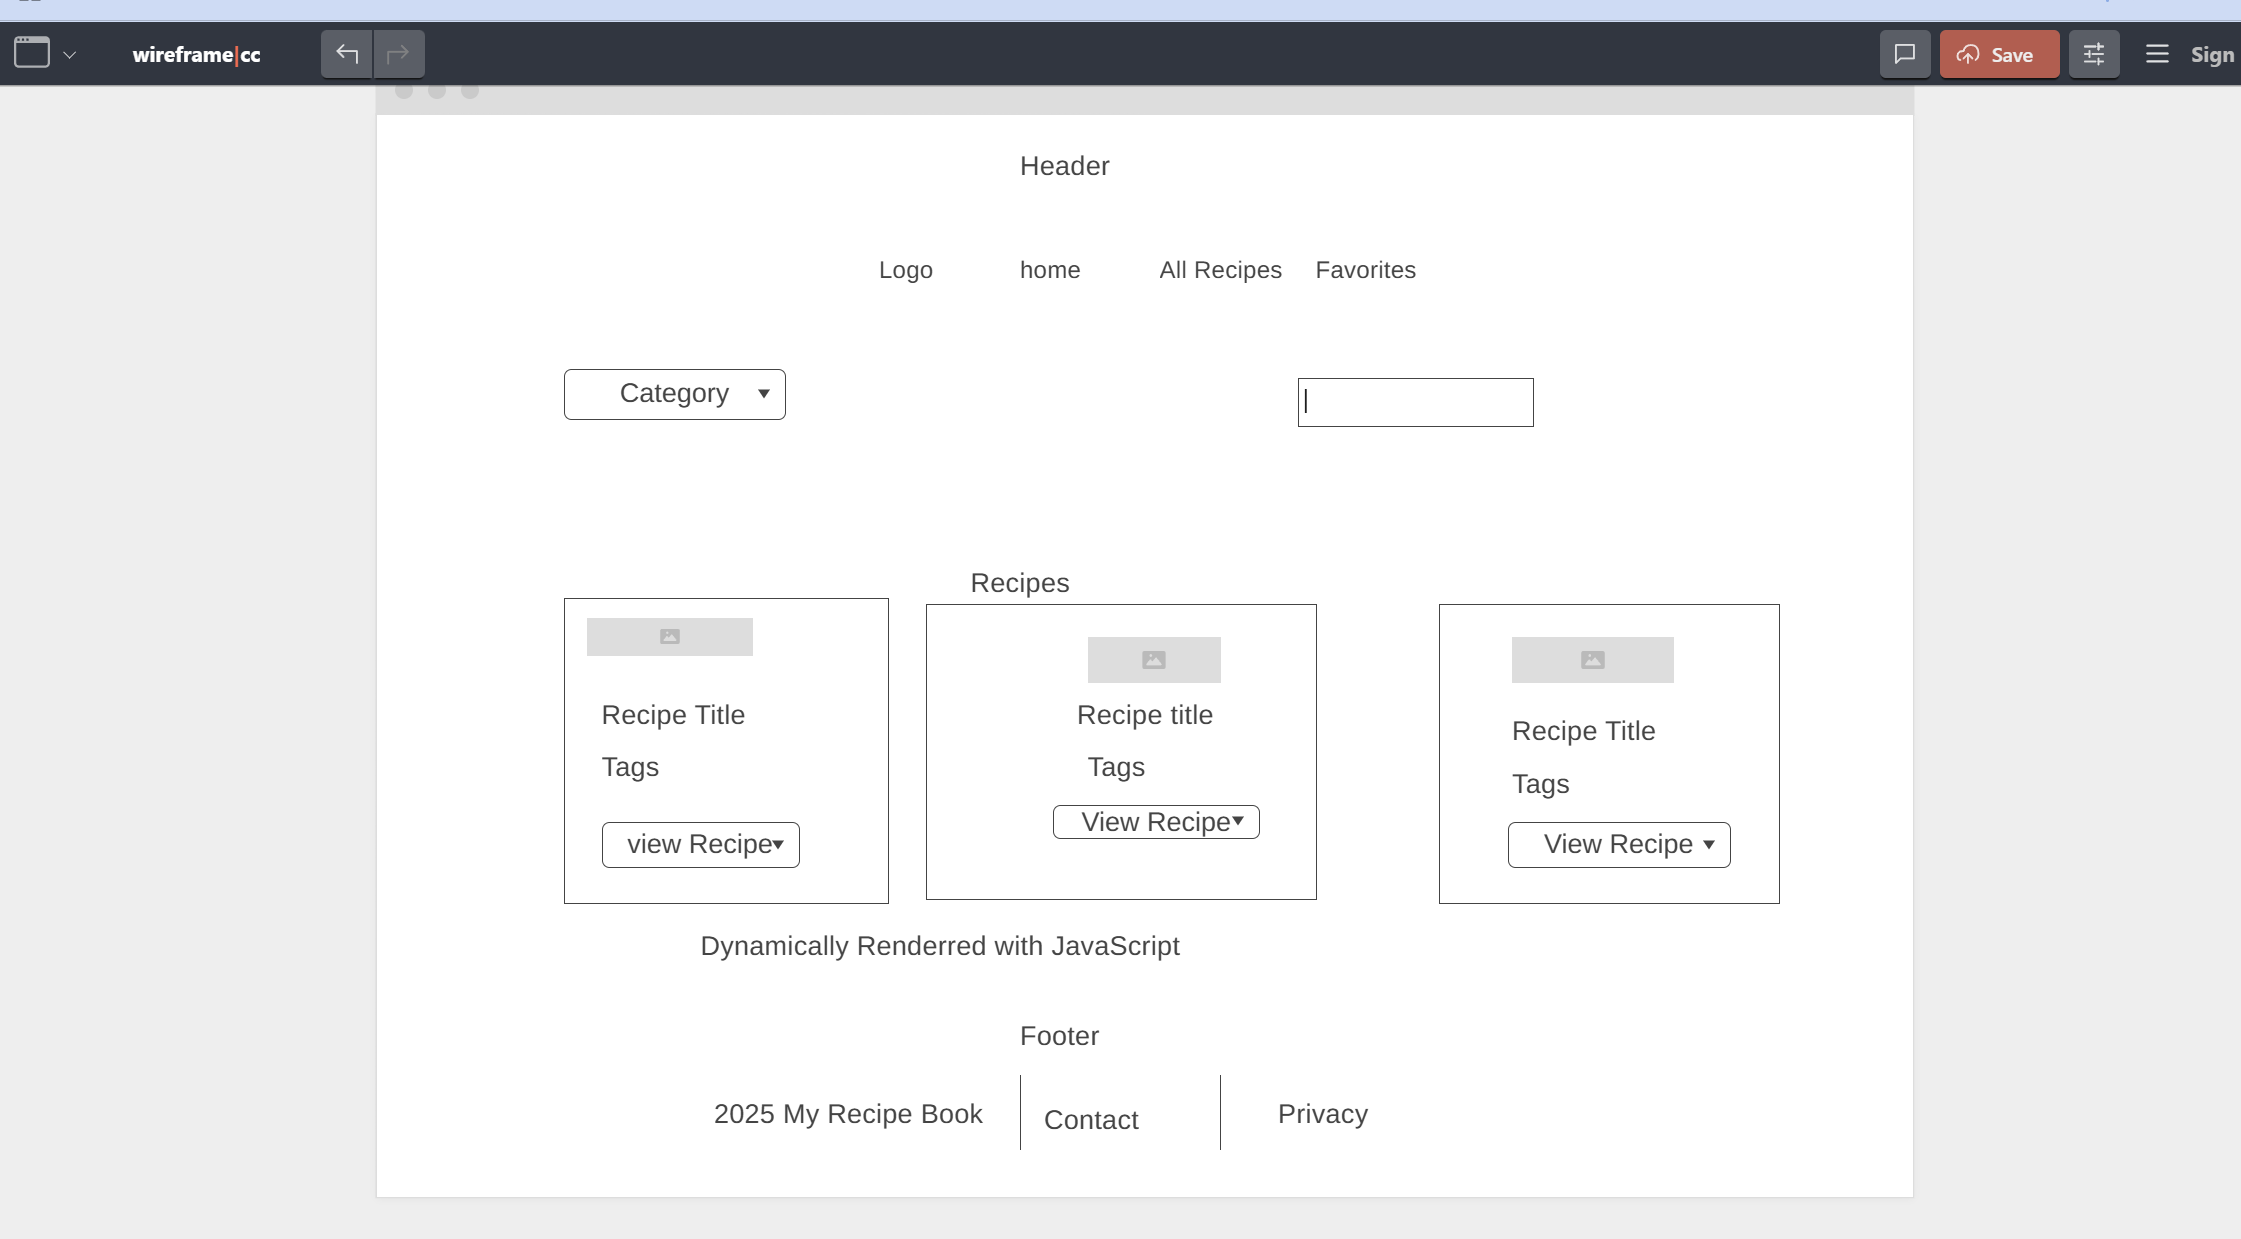 wireframe|cc
Save
Sign
Header
Logo home All Recipes Favorites
Category
Recipes
Recipe Title
Tags
view Recipe
Recipe title
Tags
View Recipe
Recipe Title
Tags
View Recipe
Dynamically Renderred with JavaScript
Footer
2025 My Recipe Book
Contact
Privacy